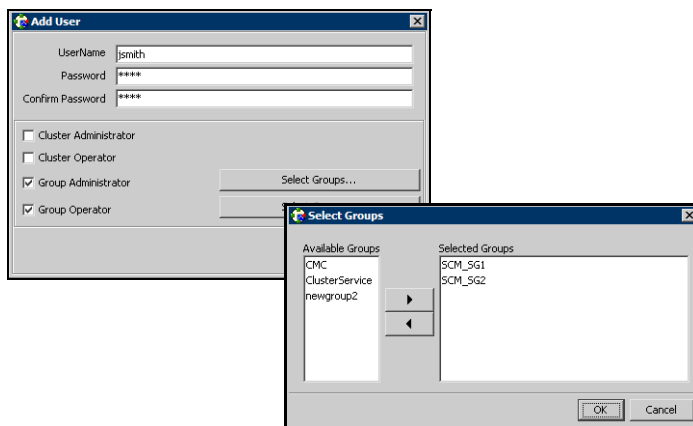 Add User
UserName jsmith
Password ****
Confirm Password ****
Cluster Administrator
Cluster Operator
Group Administrator Select Groups...
Group Operator
Select Groups
Available Groups
CMC
ClusterService
newgroup2
Selected Groups
SCM_SG1
SCM_SG2
OK Cancel